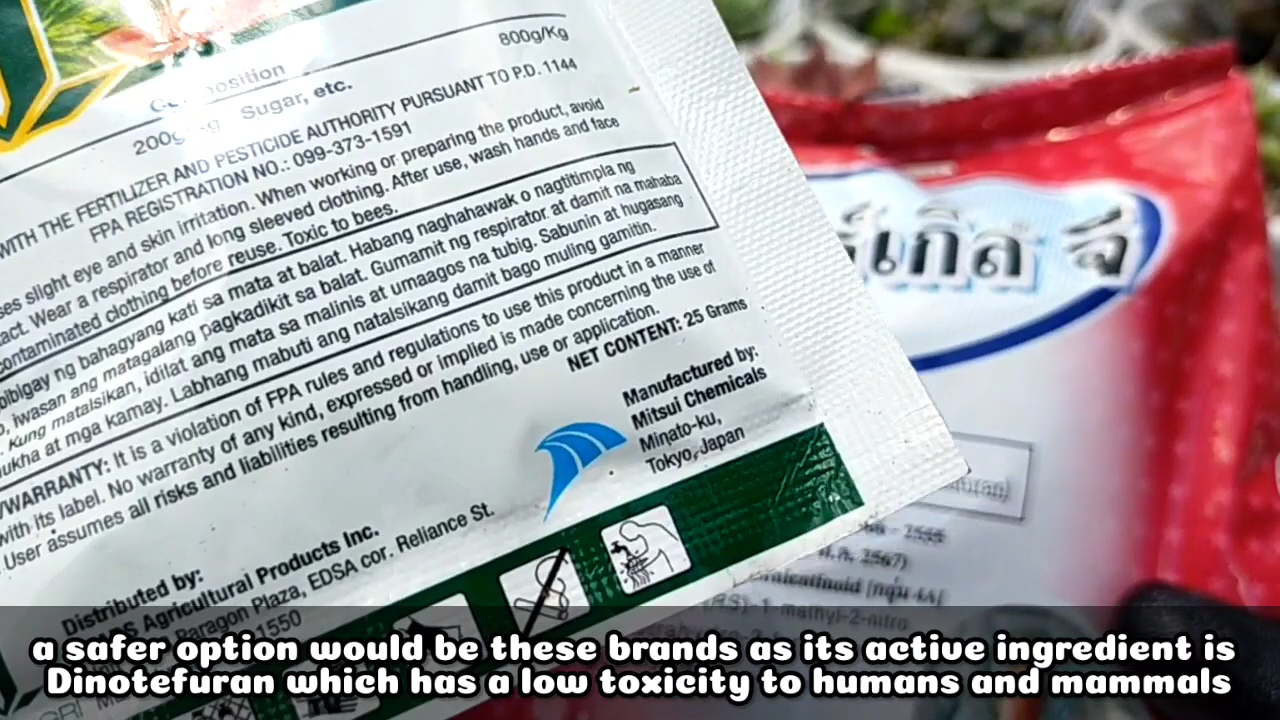 800g/Kg
Sugar, etc.
WITH THE FERTILIZER AND PESTICIDE AUTHORITY PURSUANT TO P.D. 1144
FPA REGISTRATION NO.: 099-373-1591
slight eye and skin irritation. When working or preparing the product, avoid
Wear a respirator and long sleeved clothing. After use, wash hands and face
contaminated clothing before reuse. Toxic to bees.
ng bahagyang kati sa mata at balat. Habang naghahawak o nagtitimpla ng
iwasan ang matagalang pagkadikit sa balat. Gumamit ng respirator at damit na mahaba
Kung matalsikan, idilat ang mata sa malinis at umaagos na tubig. Sabunin at hugasang
at mga kamay. Labhang mabuti ang natalsikang damit bago muling gamitin.
WARRANTY: It is a violation of FPA rules and regulations to use this product in a manner
with its label. No warranty of any kind, expressed or implied is made concerning the use of
User assumes all risks and liabilities resulting from handling, use or application.
NET CONTENT: 25 Grams
Manufactured by:
Mitsui Chemicals
Minato-ku,
Tokyo, Japan
Distributed by:
Agricultural Products Inc.
Paragon Plaza, EDSA cor. Reliance St.
1550
เกิล จี
2567)
a safer option would be these brands as its active ingredient is
Dinotefuran which has a low toxicity to humans and mammals